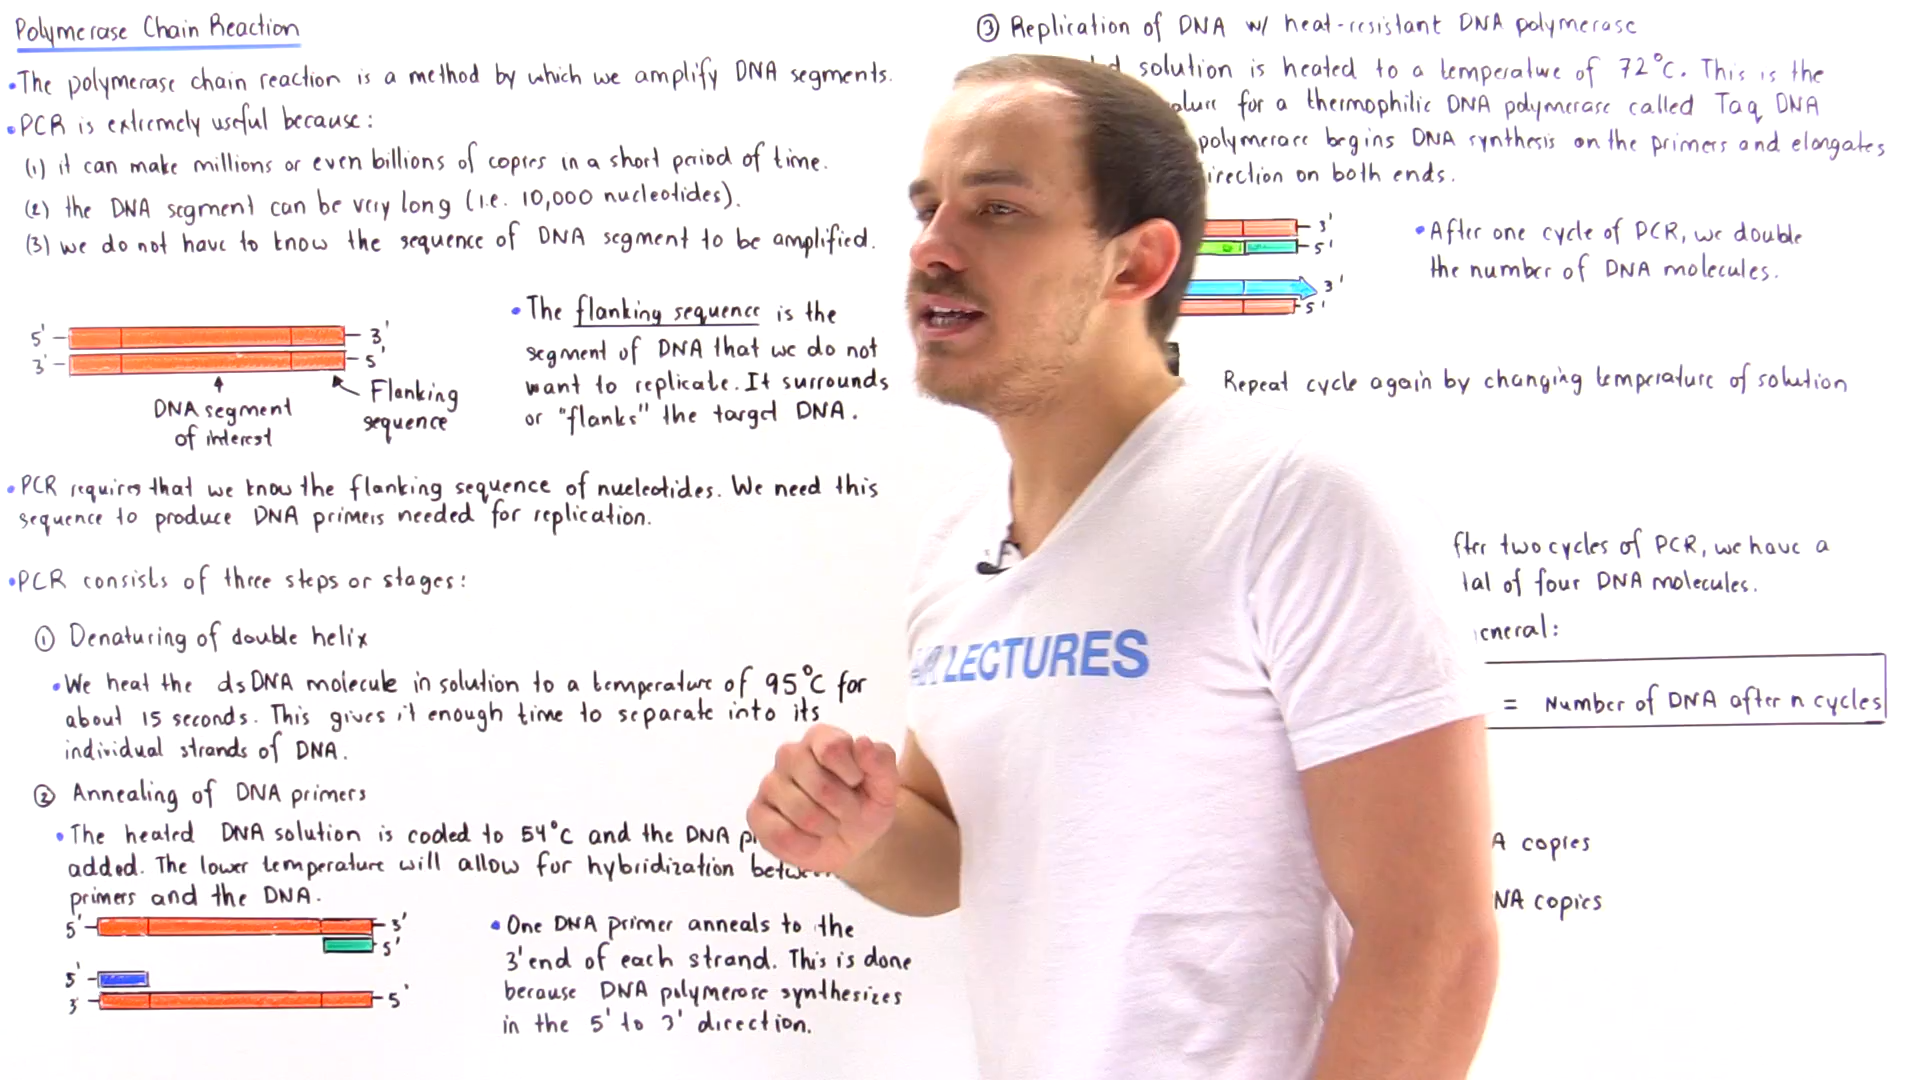 Polymerase Chain Reaction
•The polymerase chain reaction is a method by which we amplify DNA segments.
•PCR is extremely useful because:
(1) it can make millions or even billions of copies in a short period of time.
(2) the DNA segment can be very long (i.e. 10,000 nucleotides).
(3) we do not have to know the sequence of DNA segment to be amplified.
5' 3'
3' 5'
DNA segment
of interest
Flanking
sequence
•The flanking sequence is the
segment of DNA that we do not
want to replicate. It surrounds
or "flanks" the target DNA.
•PCR requires that we know the flanking sequence of nucleotides. We need this
sequence to produce DNA primers needed for replication.
•PCR consists of three steps or stages:
① Denaturing of double helix
•We heat the dsDNA molecule in solution to a temperature of 95°C for
about 15 seconds. This gives it enough time to separate into its
individual strands of DNA.
② Annealing of DNA primers
•The heated DNA solution is cooled to 54°C and the DNA
added. The lower temperature will allow for hybridization
primers and the DNA.
5' 3'
5'
5'
3' 5'
•One DNA primer anneals to the
3' end of each strand. This is done
because DNA polymerase synthesizes
in the 5' to 3' direction.
③ Replication of DNA w/ heat-resistant DNA polymerase
solution is heated to a temperature of 72°C. This is the
for a thermophilic DNA polymerase called Taq DNA
polymerase begins DNA synthesis on the primers and elongates
on both ends.
3'
5'
3'
5'
•After one cycle of PCR, we double
the number of DNA molecules.
Repeat cycle again by changing temperature of solution
two cycles of PCR, we have a
of four DNA molecules.
= Number of DNA after n cycles
copies
copies
LECTURES